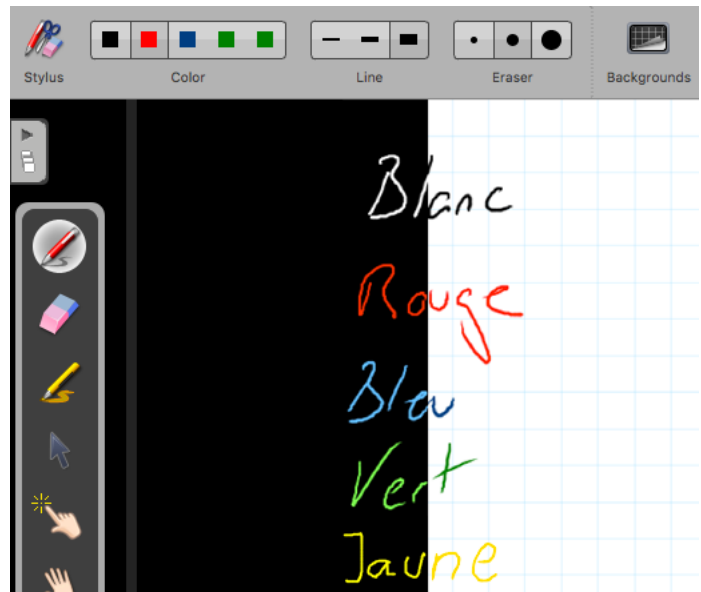 Stylus Color Line Eraser Backgrounds
Blanc
Rouge
Bleu
Vert
Jaune